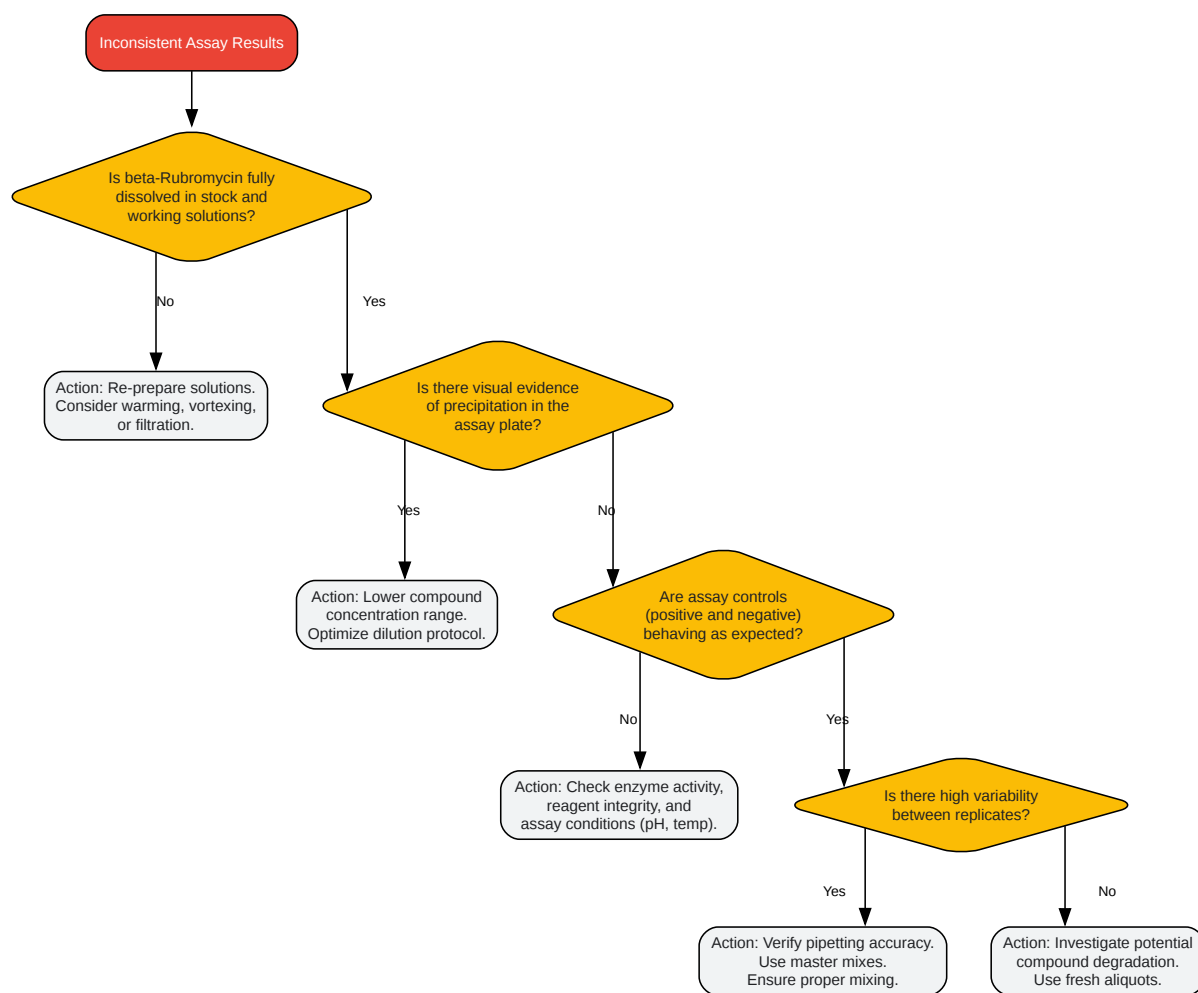 Inconsistent Assay Results
Is beta-Rubromycin fully
dissolved in stock and
working solutions?
No
Yes
Action: Re-prepare solutions.
Consider warming, vortexing,
or filtration.
Is there visual evidence
of precipitation in the
assay plate?
Yes
No
Action: Lower compound
concentration range.
Optimize dilution protocol.
Are assay controls
(positive and negative)
behaving as expected?
No
Yes
Action: Check enzyme activity,
reagent integrity, and
assay conditions (pH, temp).
Is there high variability
between replicates?
Yes
No
Action: Verify pipetting accuracy.
Use master mixes.
Ensure proper mixing.
Action: Investigate potential
compound degradation.
Use fresh aliquots.